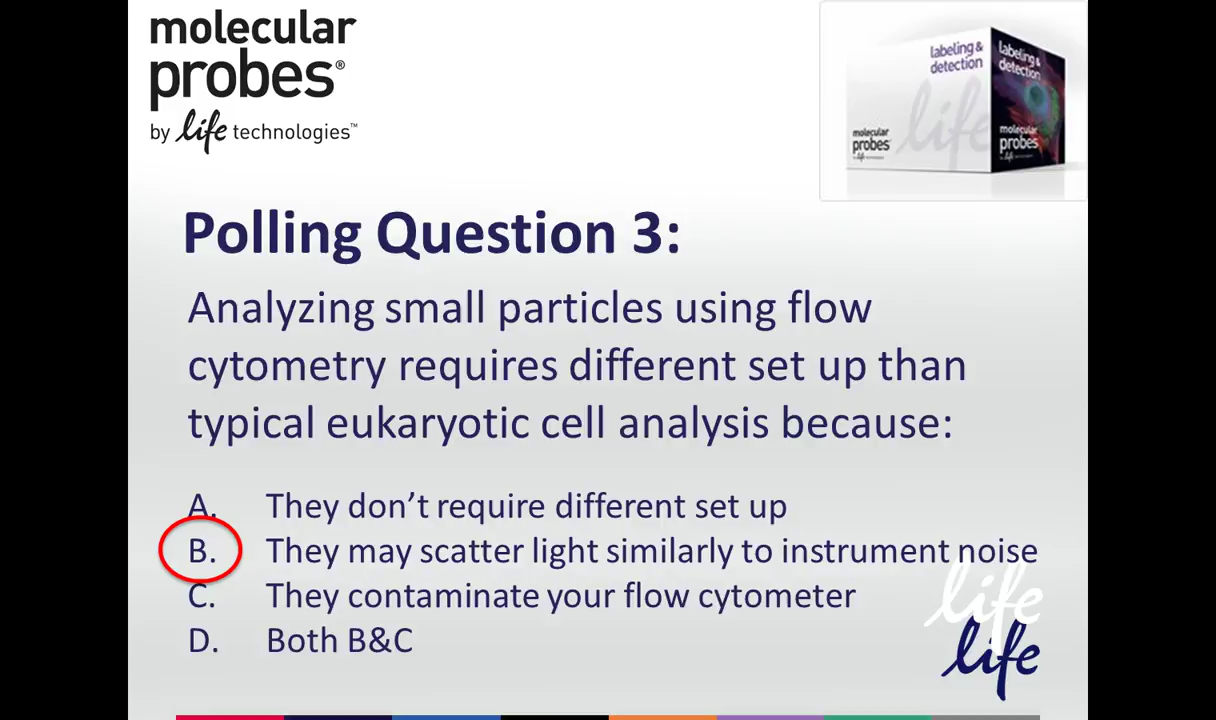 molecular
probes®
by life technologies™
labeling &
detection
labeling &
detection
life
molecular
probes
molecular
probes
Polling Question 3:
Analyzing small particles using flow
cytometry requires different set up than
typical eukaryotic cell analysis because:
A. They don't require different set up
B. They may scatter light similarly to instrument noise
C. They contaminate your flow cytometer
D. Both B&C
life
life